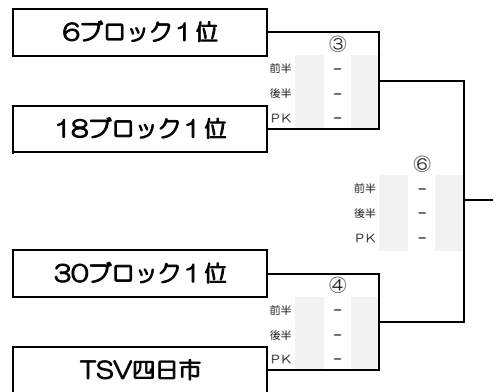 6ブロック1位
③
前半 -
後半 -
18ブロック1位
PK -
⑥
前半 -
後半 -
PK -
30ブロック1位
④
前半 -
後半 -
TSV四日市
PK -